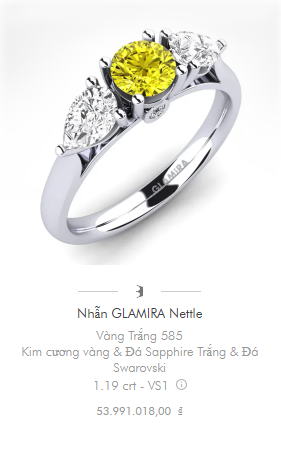 GLAMIRA
Nhẫn GLAMIRA Nettle
Vàng Trắng 585
Kim cương vàng & Đá Sapphire Trắng & Đá
Swarovski
1.19 crt - VS1
53.991.018,00 ₫